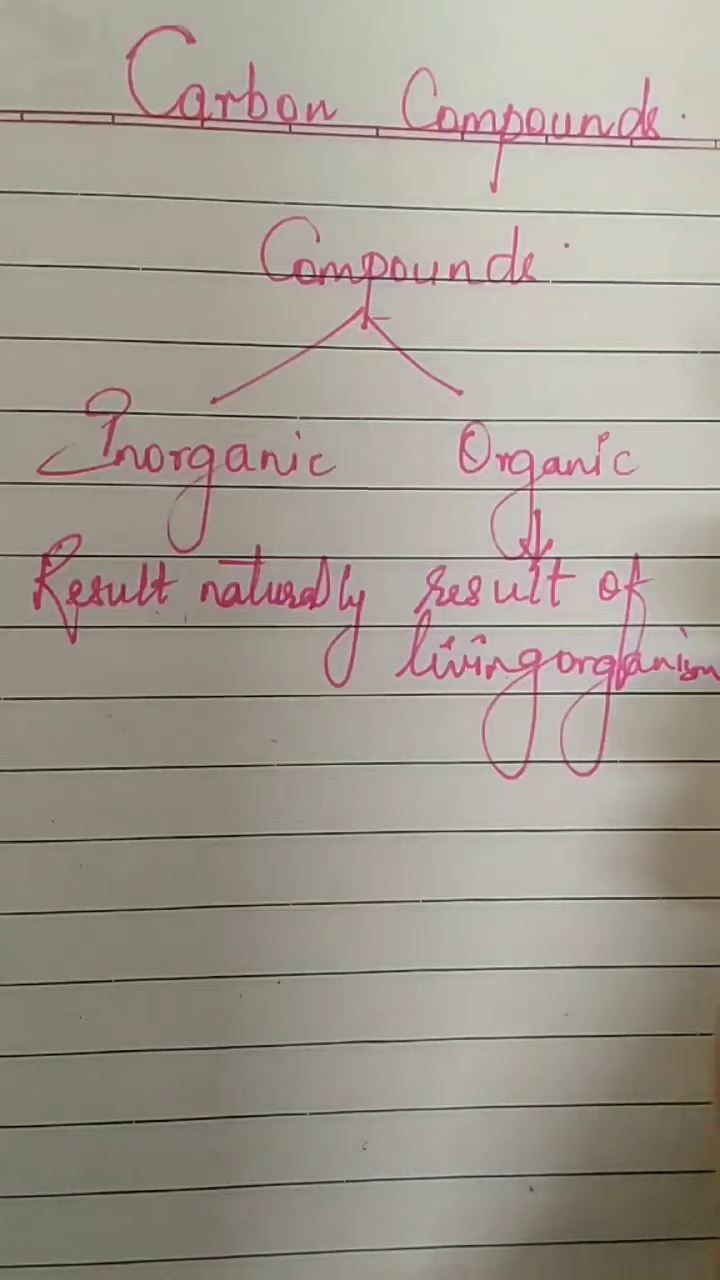 Carbon Compounds.
Compounds
Inorganic Organic
Result naturally result of
living organism